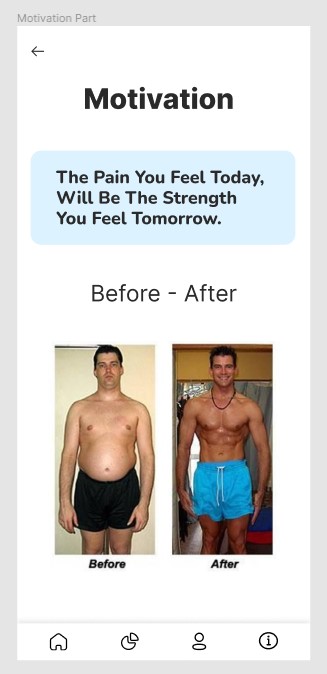 Motivation Part
Motivation
The Pain You Feel Today,
Will Be The Strength
You Feel Tomorrow.
Before - After
Before
After